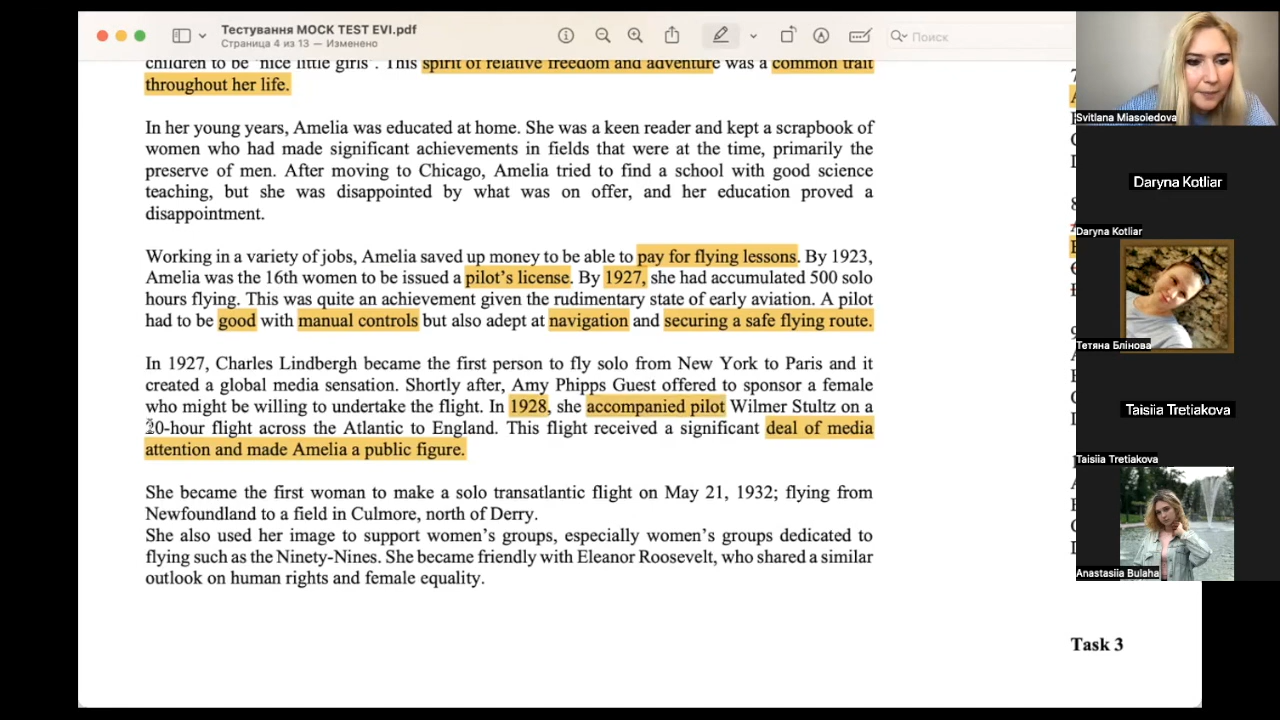 Тестування MOCK TEST EVI.pdf
Страница 4 из 13 — Изменено
Поиск
children to be "nice little girls". This spirit of relative freedom and adventure was a common trait
throughout her life.
In her young years, Amelia was educated at home. She was a keen reader and kept a scrapbook of
women who had made significant achievements in fields that were at the time, primarily the
preserve of men. After moving to Chicago, Amelia tried to find a school with good science
teaching, but she was disappointed by what was on offer, and her education proved a
disappointment.
Working in a variety of jobs, Amelia saved up money to be able to pay for flying lessons. By 1923,
Amelia was the 16th women to be issued a pilot's license. By 1927, she had accumulated 500 solo
hours flying. This was quite an achievement given the rudimentary state of early aviation. A pilot
had to be good with manual controls but also adept at navigation and securing a safe flying route.
In 1927, Charles Lindbergh became the first person to fly solo from New York to Paris and it
created a global media sensation. Shortly after, Amy Phipps Guest offered to sponsor a female
who might be willing to undertake the flight. In 1928, she accompanied pilot Wilmer Stultz on a
20-hour flight across the Atlantic to England. This flight received a significant deal of media
attention and made Amelia a public figure.
She became the first woman to make a solo transatlantic flight on May 21, 1932; flying from
Newfoundland to a field in Culmore, north of Derry.
She also used her image to support women's groups, especially women's groups dedicated to
flying such as the Ninety-Nines. She became friendly with Eleanor Roosevelt, who shared a similar
outlook on human rights and female equality.
Task 3
Svitlana Miasoiedova
Daryna Kotliar
Daryna Kotliar
Тетяна Блінова
Taisiia Tretiakova
Taisiia Tretiakova
Anastasiia Bulaha